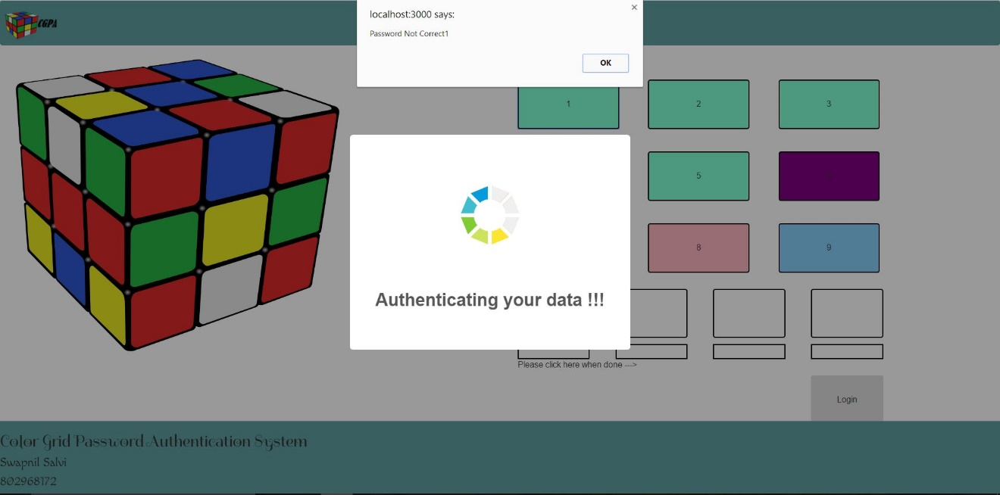 CGPA
localhost:3000 says:
Password Not Correct1
OK
1
2
3
5
8
9
Authenticating your data !!!
Please click here when done --->
Login
Color Grid Password Authentication System
Swapnil Salvi
802968172